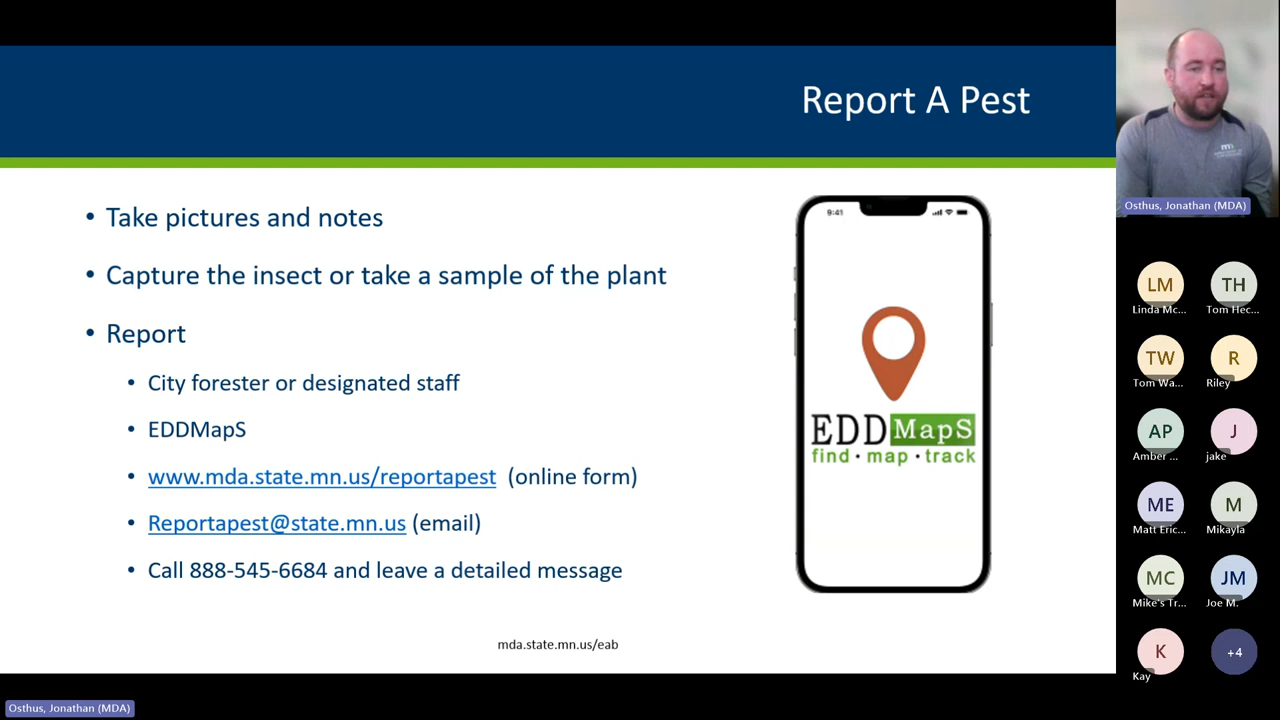 Report A Pest
• Take pictures and notes
• Capture the insect or take a sample of the plant
• Report
• City forester or designated staff
• EDDMapS
• www.mda.state.mn.us/reportapest (online form)
• Reportapest@state.mn.us (email)
• Call 888-545-6684 and leave a detailed message
9:41
EDDMapS
find · map · track
mda.state.mn.us/eab
Osthus, Jonathan (MDA)
LM
Linda Mc...
TH
Tom Hec...
TW
Tom Wa...
R
Riley
AP
Amber ...
J
jake
ME
Matt Eric...
M
Mikayla
MC
Mike's Tr...
JM
Joe M.
K
Kay
+4
Osthus, Jonathan (MDA)